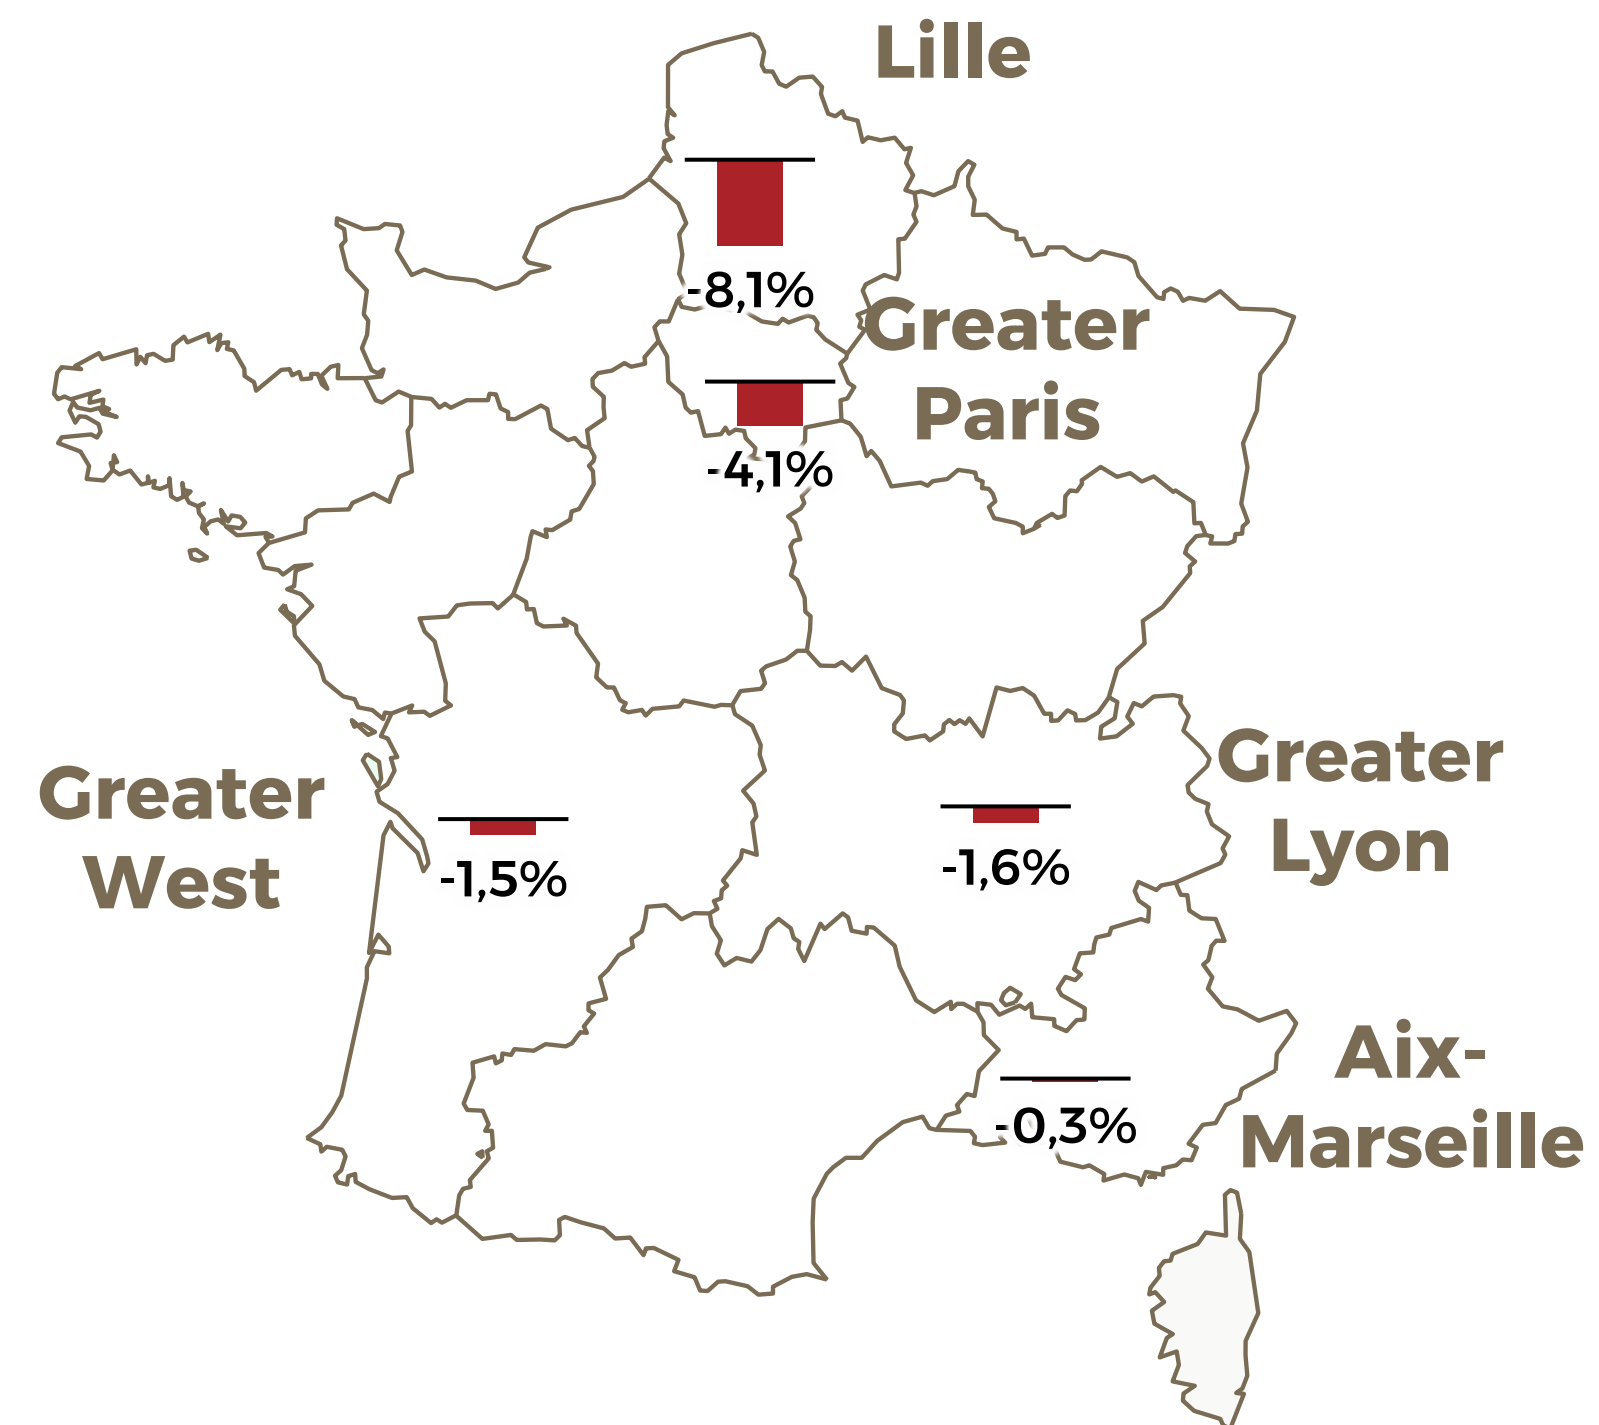 Lille
-8,1%
Greater
Paris
-4,1%
Greater
West
-1,5%
Greater
Lyon
-1,6%
Aix-
Marseille
-0,3%